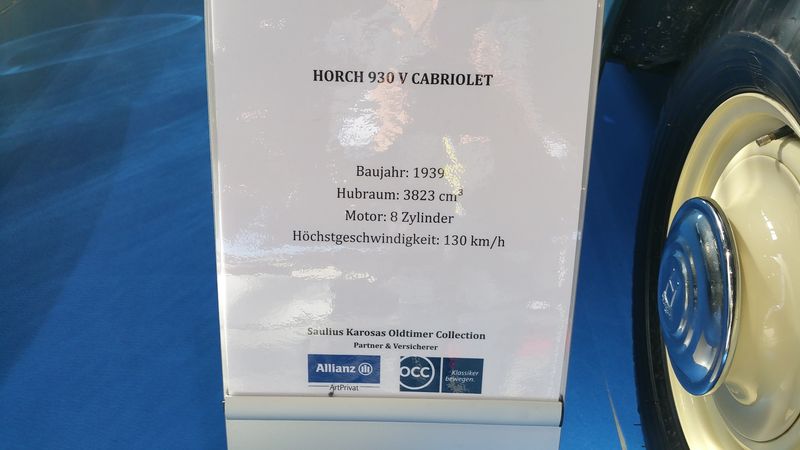 HORCH 930 V CABRIOLET
Baujahr: 1939
Hubraum: 3823 cm³
Motor: 8 Zylinder
Höchstgeschwindigkeit: 130 km/h
Saulius Karosas Oldtimer Collection
Partner & Versicherer
Allianz
ArtPrivat
OCC
Klassiker
bewegen.